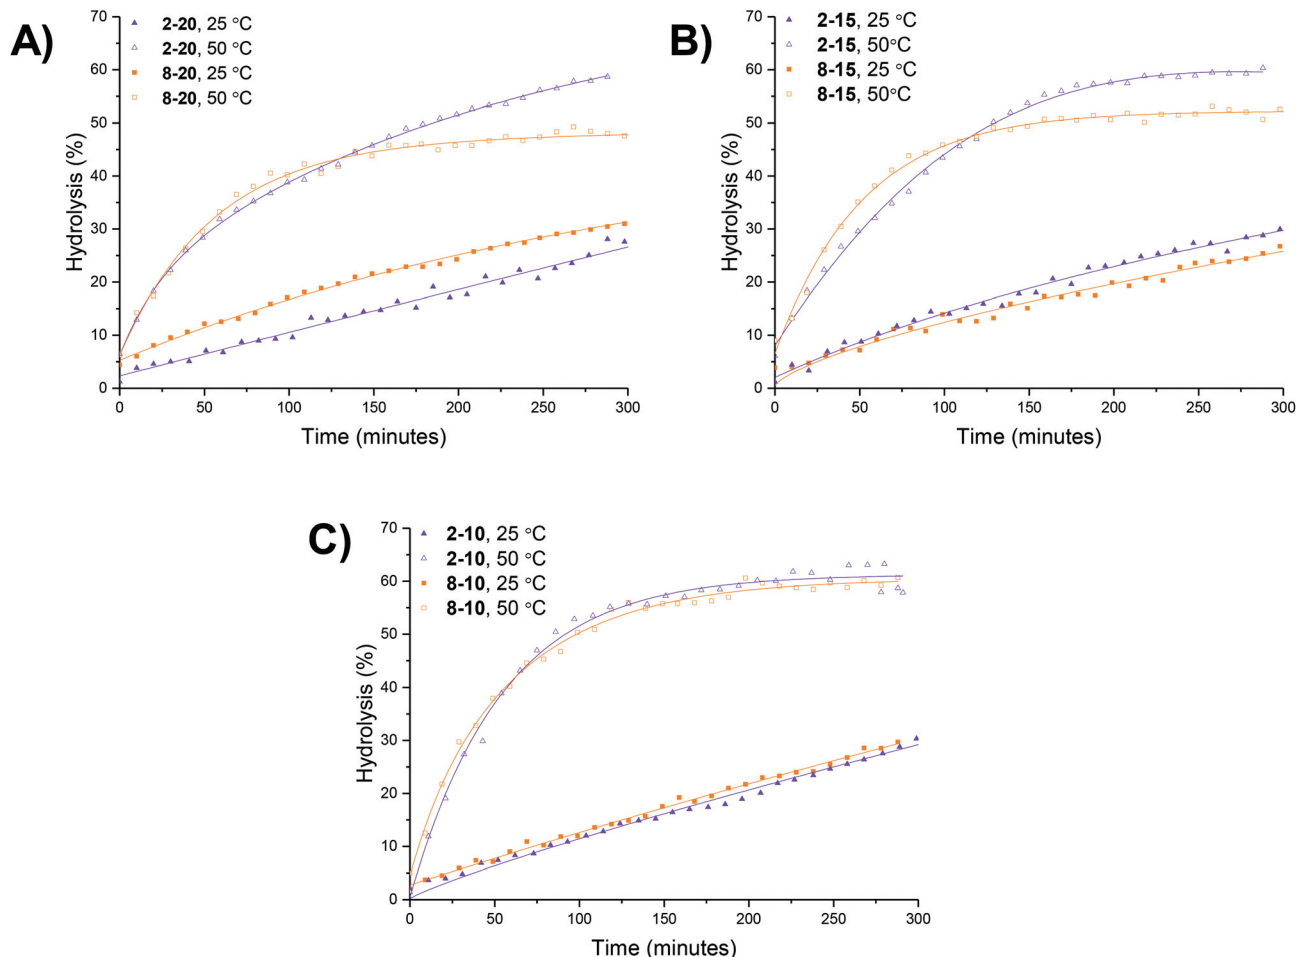 A)
2-20, 25 °C
2-20, 50 °C
8-20, 25 °C
8-20, 50 °C
70
60
50
40
30
20
10
0
Hydrolysis (%)
0 50 100 150 200 250 300
Time (minutes)
B)
2-15, 25 °C
2-15, 50°C
8-15, 25 °C
8-15, 50°C
70
60
50
40
30
20
10
0
Hydrolysis (%)
0 50 100 150 200 250 300
Time (minutes)
C)
2-10, 25 °C
2-10, 50 °C
8-10, 25 °C
8-10, 50 °C
70
60
50
40
30
20
10
0
Hydrolysis (%)
0 50 100 150 200 250 300
Time (minutes)